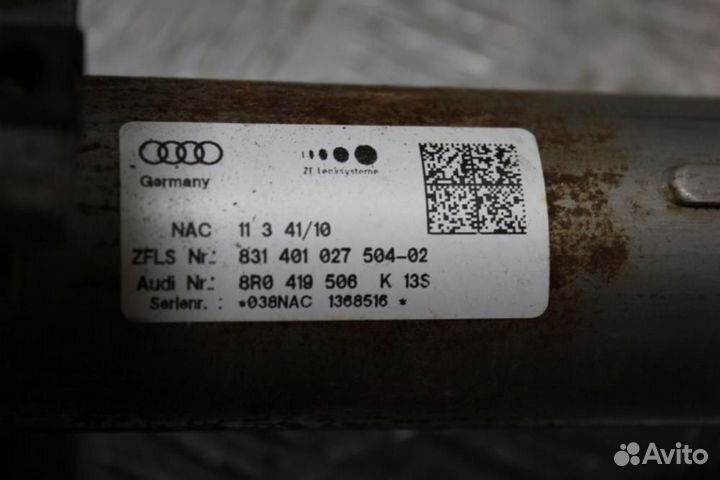 Germany
ZF Lenksysteme
NAC 11 3 41/10
ZFLS Nr.: 831 401 027 504-02
Audi Nr.: 8R0 419 506 K 13S
Serienr. : *038NAC 1368516 *
Avito